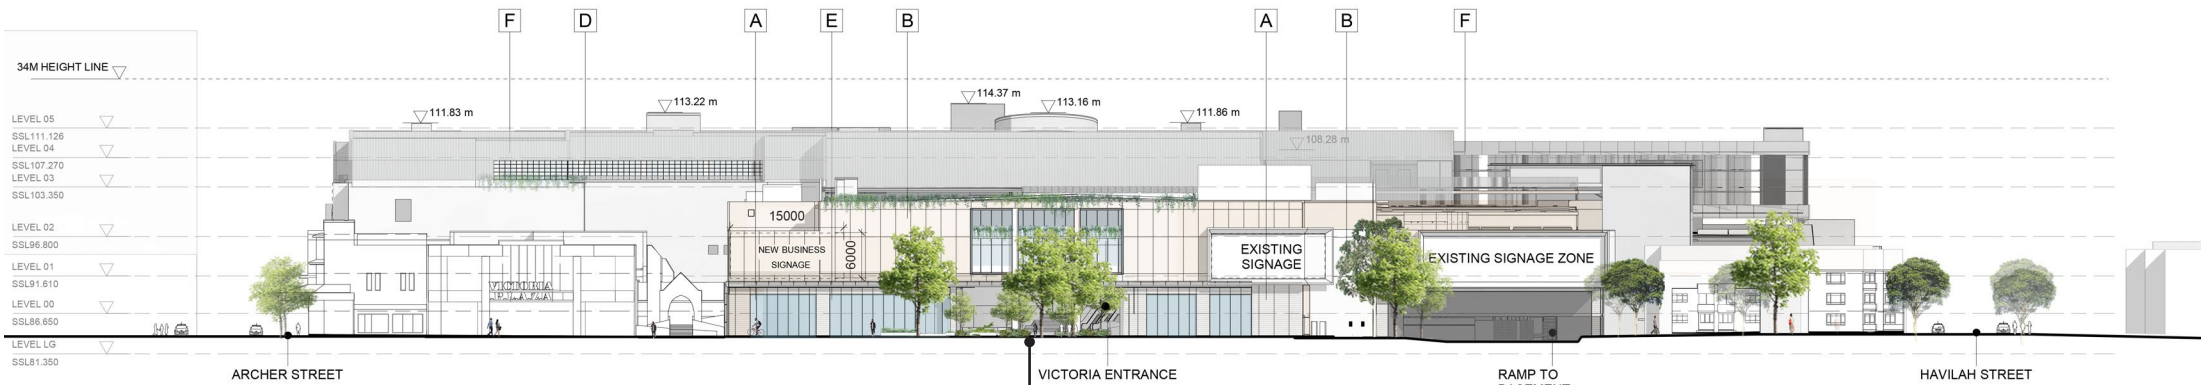 F
D
A
E
B
A
B
F
34M HEIGHT LINE
111.83 m
113.22 m
114.37 m
113.16 m
111.86 m
108.28 m
LEVEL 05
SSL111.126
LEVEL 04
SSL107.270
LEVEL 03
SSL103.350
LEVEL 02
SSL96.800
LEVEL 01
SSL91.610
LEVEL 00
SSL86.650
LEVEL LG
SSL81.350
VICTORIA
PLAZA
15000
6000
NEW BUSINESS
SIGNAGE
EXISTING
SIGNAGE
EXISTING SIGNAGE ZONE
ARCHER STREET
VICTORIA ENTRANCE
RAMP TO
HAVILAH STREET